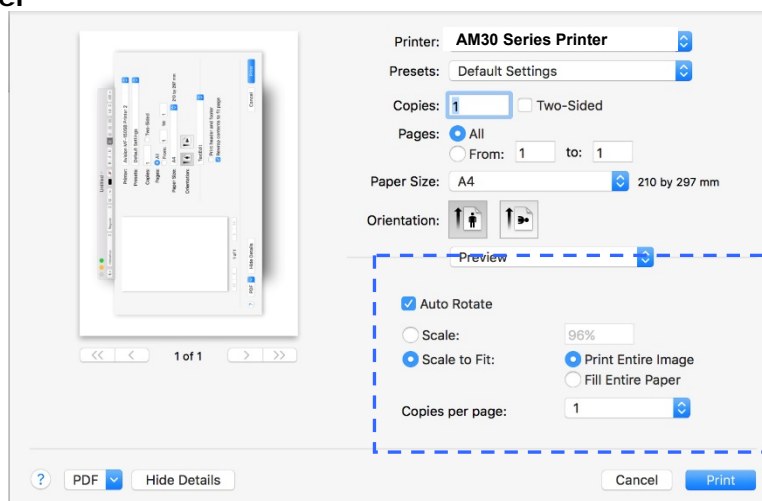 Printer: AM30 Series Printer
Presets: Default Settings
Copies: 1 Two-Sided
Pages: All
From: 1 to: 1
Paper Size: A4 210 by 297 mm
Orientation:
Preview
Auto Rotate
Scale: 96%
Scale to Fit: Print Entire Image
Fill Entire Paper
Copies per page: 1
<< < 1 of 1 > >>
? PDF Hide Details Cancel Print